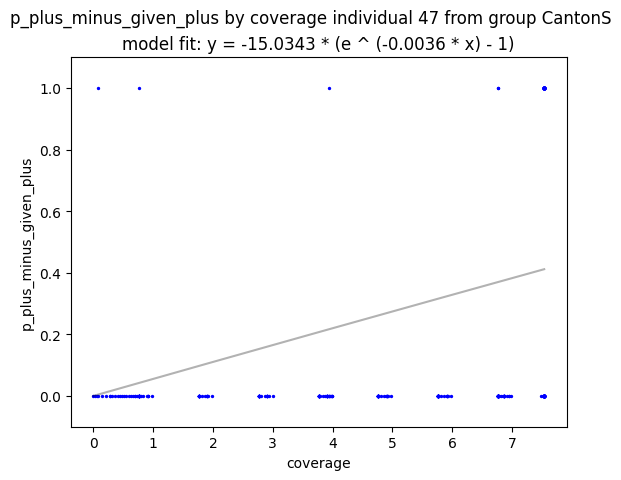 p_plus_minus_given_plus by coverage individual 47 from group CantonS
model fit: y = -15.0343 * (e ^ (-0.0036 * x) - 1)
1.0
0.8
0.6
0.4
0.2
0.0
p_plus_minus_given_plus
0 1 2 3 4 5 6 7
coverage